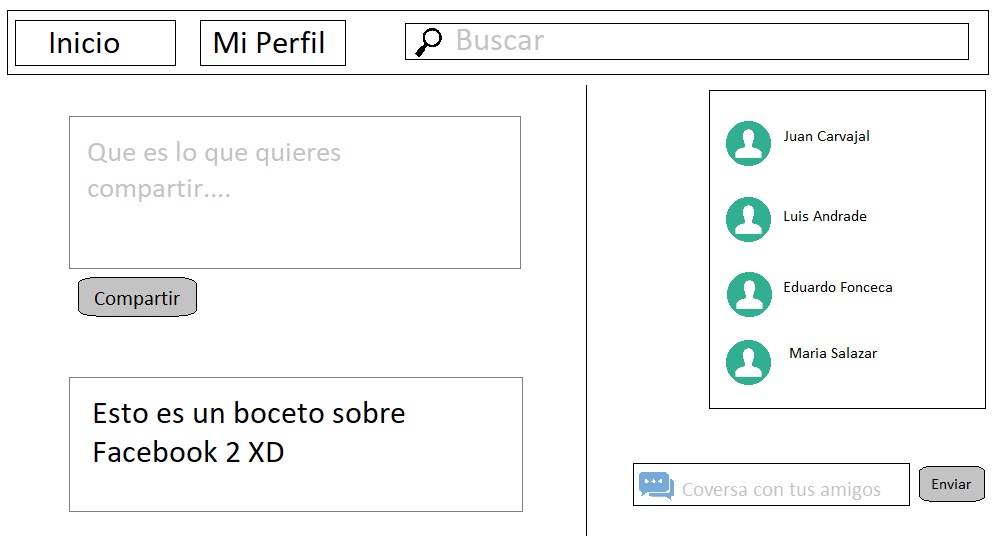 Inicio
Mi Perfil
Buscar
Que es lo que quieres
compartir....
Compartir
Esto es un boceto sobre
Facebook 2 XD
Juan Carvajal
Luis Andrade
Eduardo Fonceca
Maria Salazar
Coversa con tus amigos
Enviar